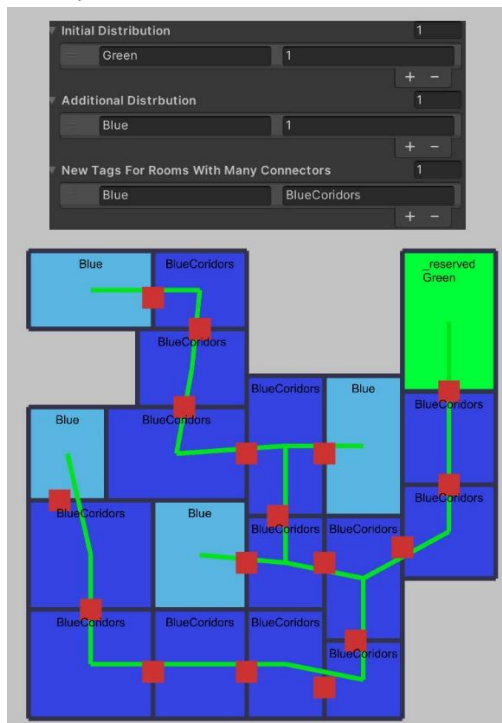 Initial Distribution 1
Green 1
+ -
Additional Distrbution 1
Blue 1
+ -
New Tags For Rooms With Many Connectors 1
Blue BlueCoridors
+ -
Blue
BlueCoridors
_reserved
Green
BlueCoridors
BlueCoridors
Blue
BlueCoridors
Blue
BlueCoridors
BlueCoridors
BlueCoridors
Blue
BlueCoridors
BlueCoridors
BlueCoridors
BlueCoridors
BlueCoridors
BlueCoridors
BlueCoridors